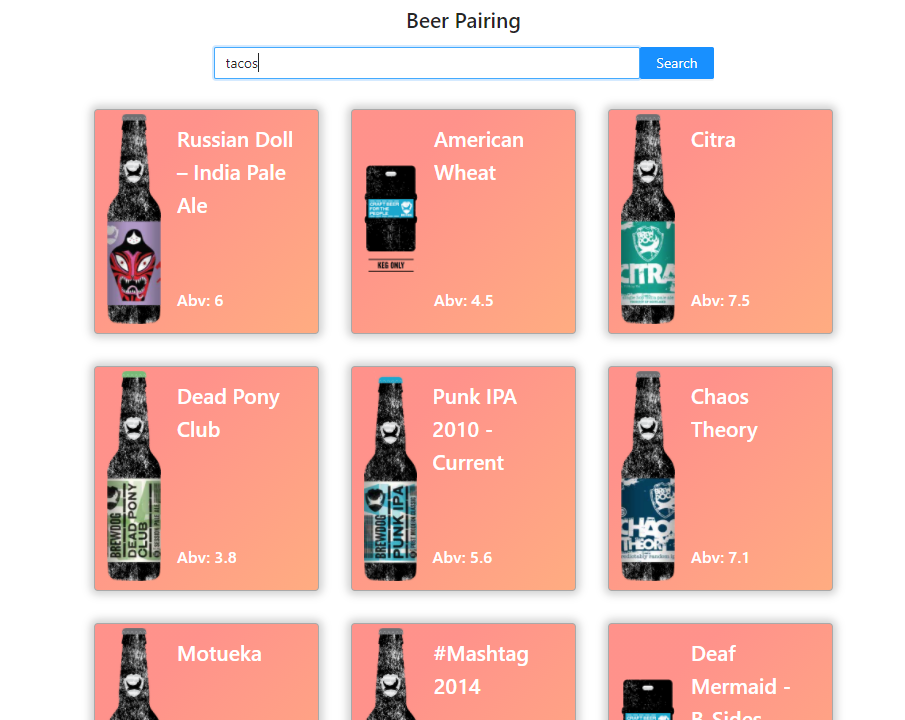 Beer Pairing
tacos
Search
Russian Doll
– India Pale
Ale
Abv: 6
American
Wheat
CRAFT BEER
FOR THE
PEOPLE
KEG ONLY
Abv: 4.5
Citra
BREW
DOG
CITRA
Abv: 7.5
Dead Pony
Club
BREWDOG
DEAD PONY
CLUB
Abv: 3.8
Punk IPA
2010 -
Current
BREWDOG
PUNK IPA
Abv: 5.6
Chaos
Theory
CHAOS
THEORY
Abv: 7.1
Motueka
#Mashtag
2014
Deaf
Mermaid -
B-Sides